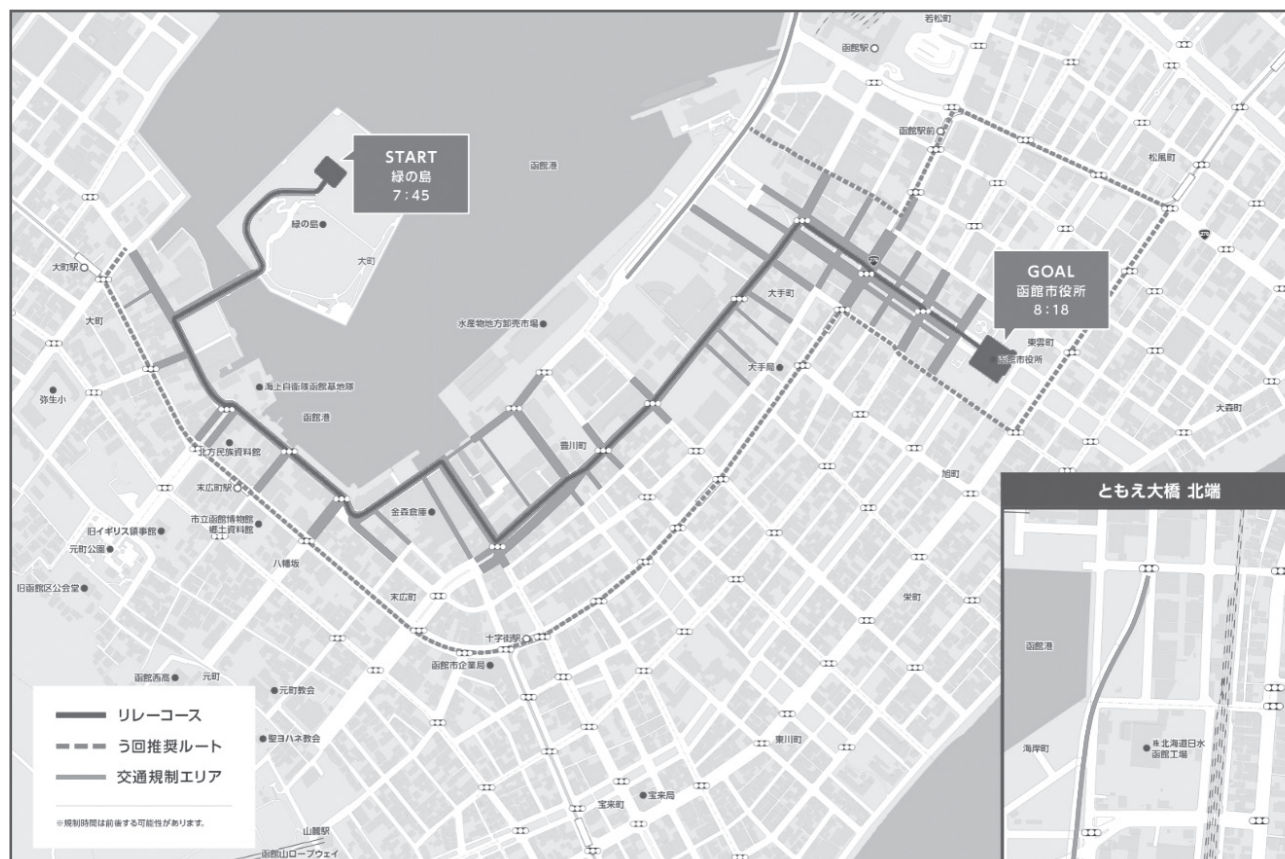 若松町
函館駅
函館駅前
松風町
START
緑の島
7:45
函館港
緑の島
大町
大町駅
大町
弥生小
水産物地方卸売市場
大手町
GOAL
函館市役所
8:18
東雲町
函館市役所
大手局
大森町
海上自衛隊函館基地隊
函館港
北方民族資料館
末広町駅
豊川町
旭町
金森倉庫
市立函館博物館
郷土資料館
旧イギリス領事館
元町公園
八幡坂
旧函館区公会堂
末広町
栄町
十字街駅
函館市企業局
函館西高
元町
元町教会
聖ヨハネ教会
東川町
宝来町
宝来局
山麓駅
函館山ロープウェイ
リレーコース
う回推奨ルート
交通規制エリア
※規制時間は前後する可能性があります。
ともえ大橋 北端
函館港
海岸町
㈱北海道日水
函館工場